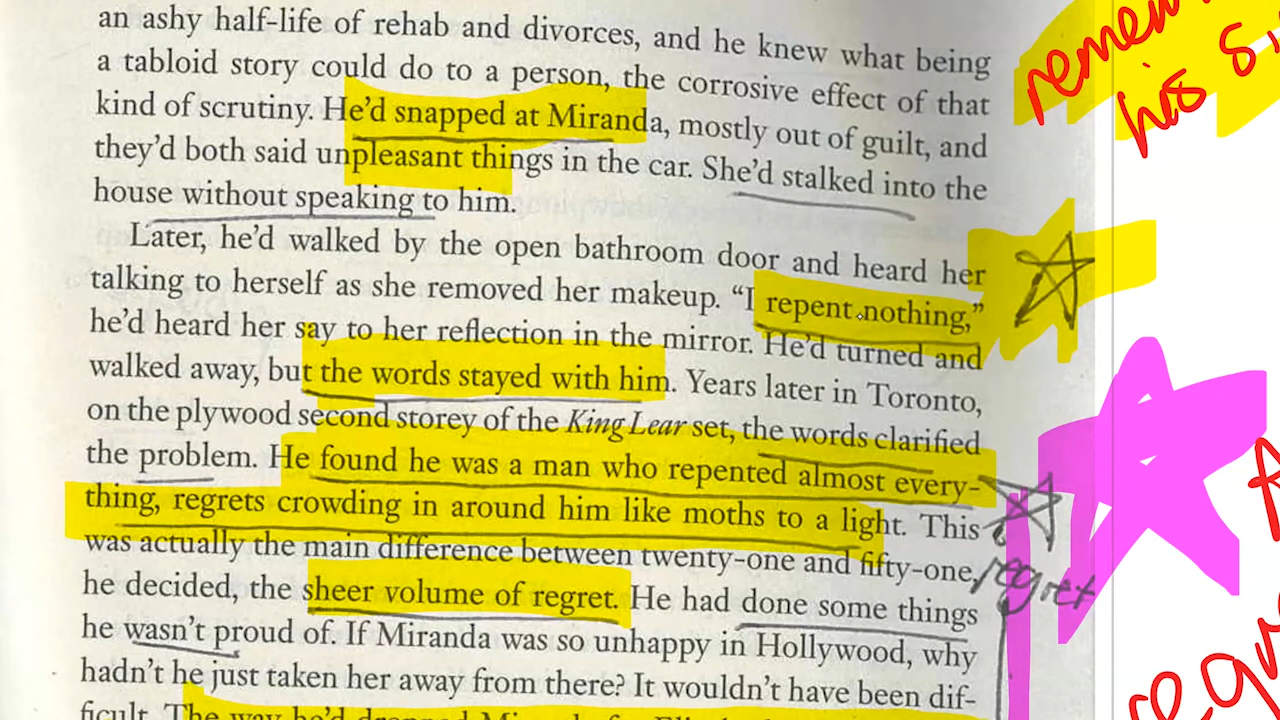 an ashy half-life of rehab and divorces, and he knew what being
a tabloid story could do to a person, the corrosive effect of that
kind of scrutiny. He’d snapped at Miranda, mostly out of guilt, and
they’d both said unpleasant things in the car. She’d stalked into the
house without speaking to him.
Later, he’d walked by the open bathroom door and heard her
talking to herself as she removed her makeup. “I repent nothing,”
he’d heard her say to her reflection in the mirror. He’d turned and
walked away, but the words stayed with him. Years later in Toronto,
on the plywood second storey of the King Lear set, the words clarified
the problem. He found he was a man who repented almost every-
thing, regrets crowding in around him like moths to a light. This
was actually the main difference between twenty-one and fifty-one,
he decided, the sheer volume of regret. He had done some things
he wasn’t proud of. If Miranda was so unhappy in Hollywood, why
hadn’t he just taken her away from there? It wouldn’t have been dif-
ficult. The way he’d dropped Miranda for
regret
his